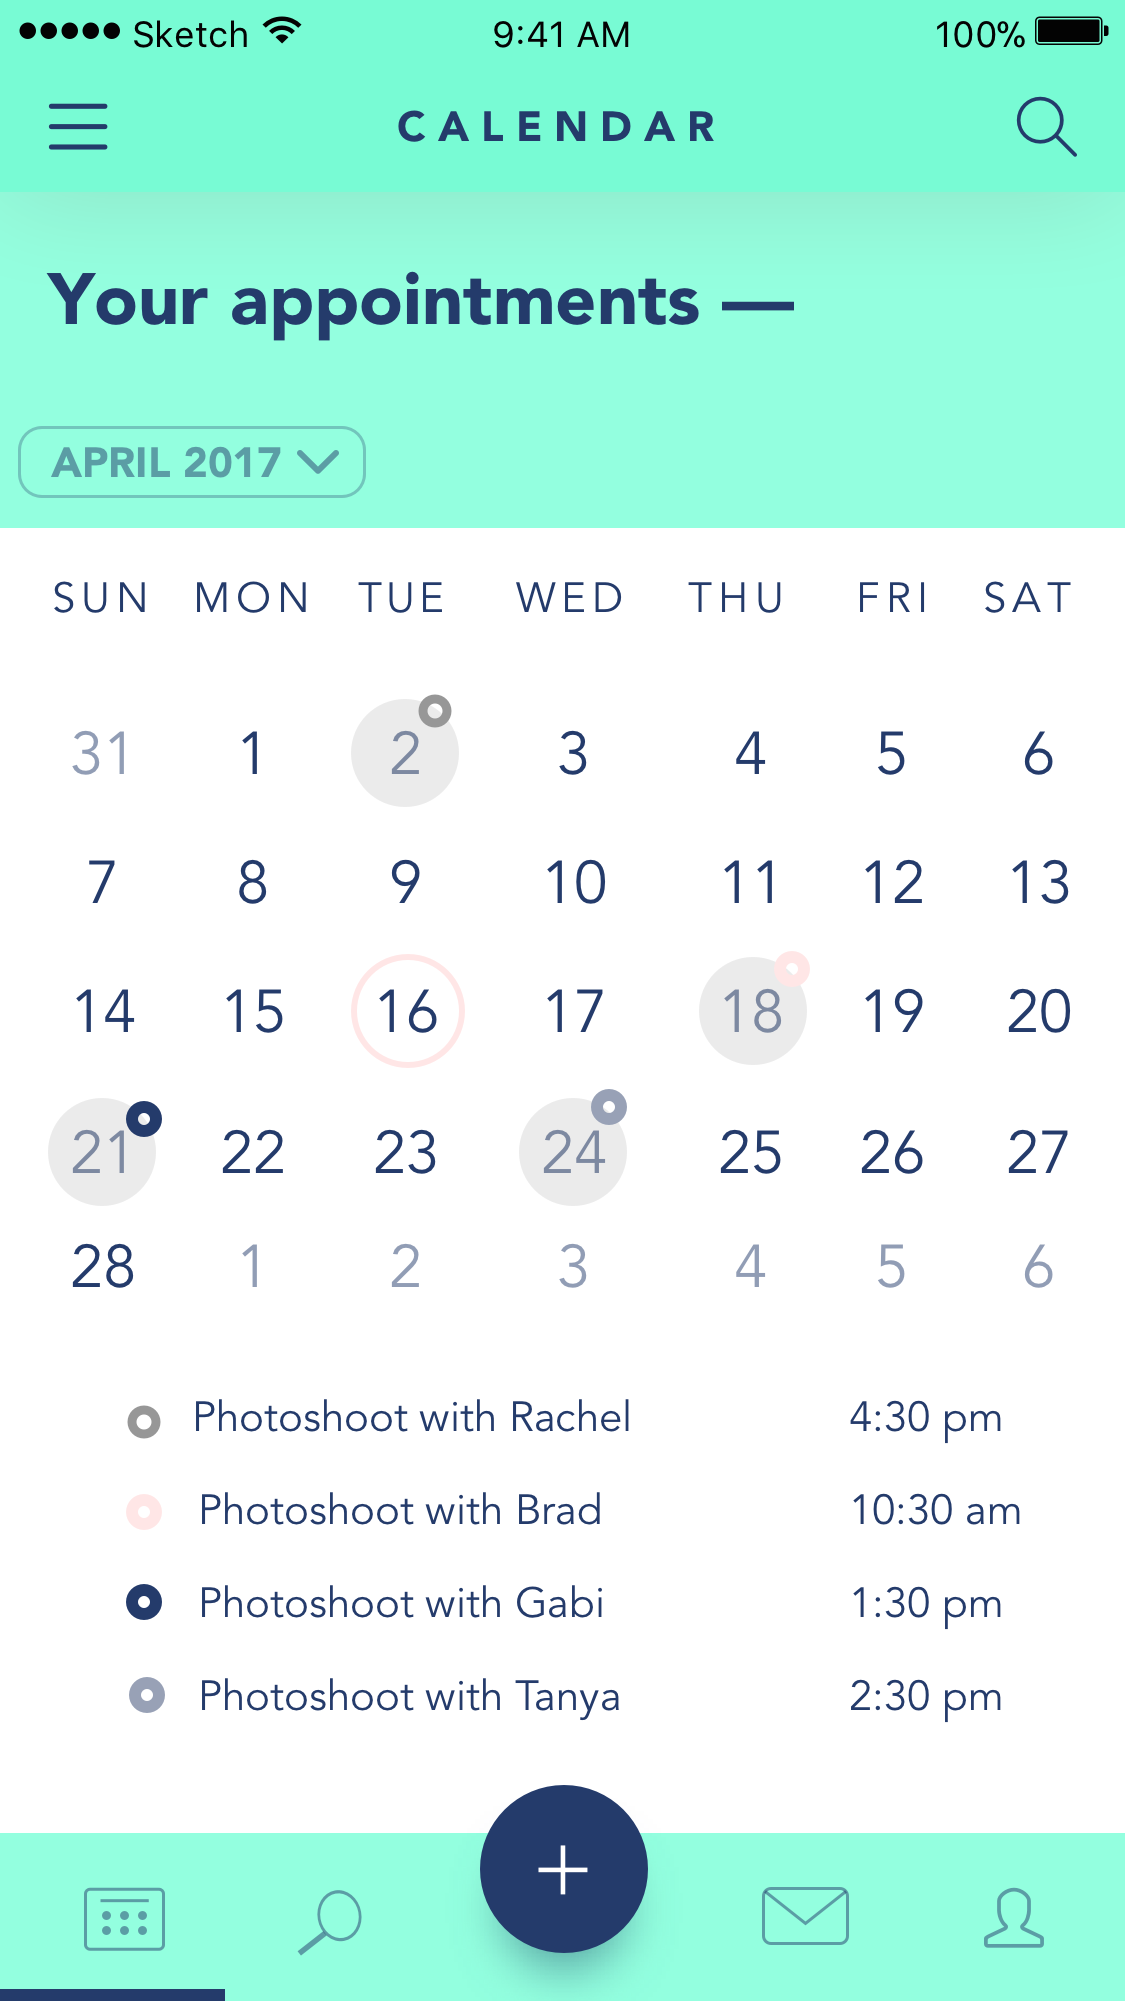 Sketch 9:41 AM 100%
CALENDAR
Your appointments —
APRIL 2017
SUN MON TUE WED THU FRI SAT
31 1 2 3 4 5 6
7 8 9 10 11 12 13
14 15 16 17 18 19 20
21 22 23 24 25 26 27
28 1 2 3 4 5 6
Photoshoot with Rachel 4:30 pm
Photoshoot with Brad 10:30 am
Photoshoot with Gabi 1:30 pm
Photoshoot with Tanya 2:30 pm